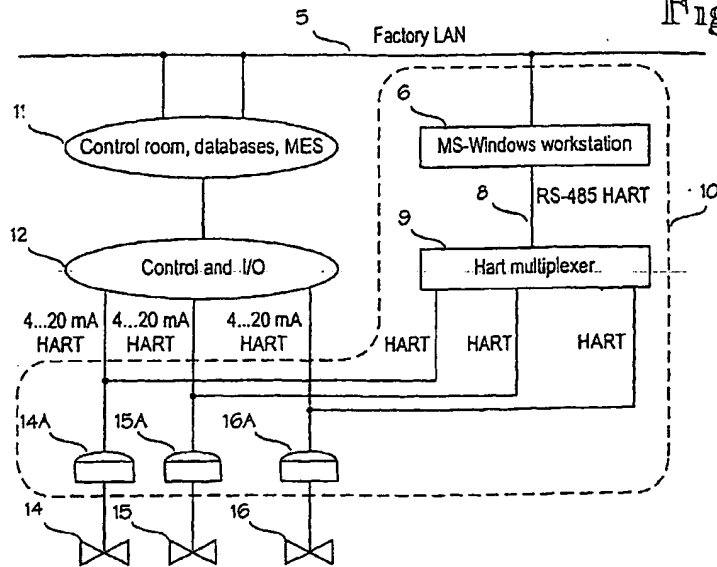 Fig
5
Factory LAN
11
6
Control room, databases, MES
MS-Windows workstation
8
RS-485 HART
10
12
9
Control and I/O
Hart multiplexer
4...20 mA 4...20 mA 4...20 mA
HART HART HART
HART HART HART
14A 15A 16A
14 15 16